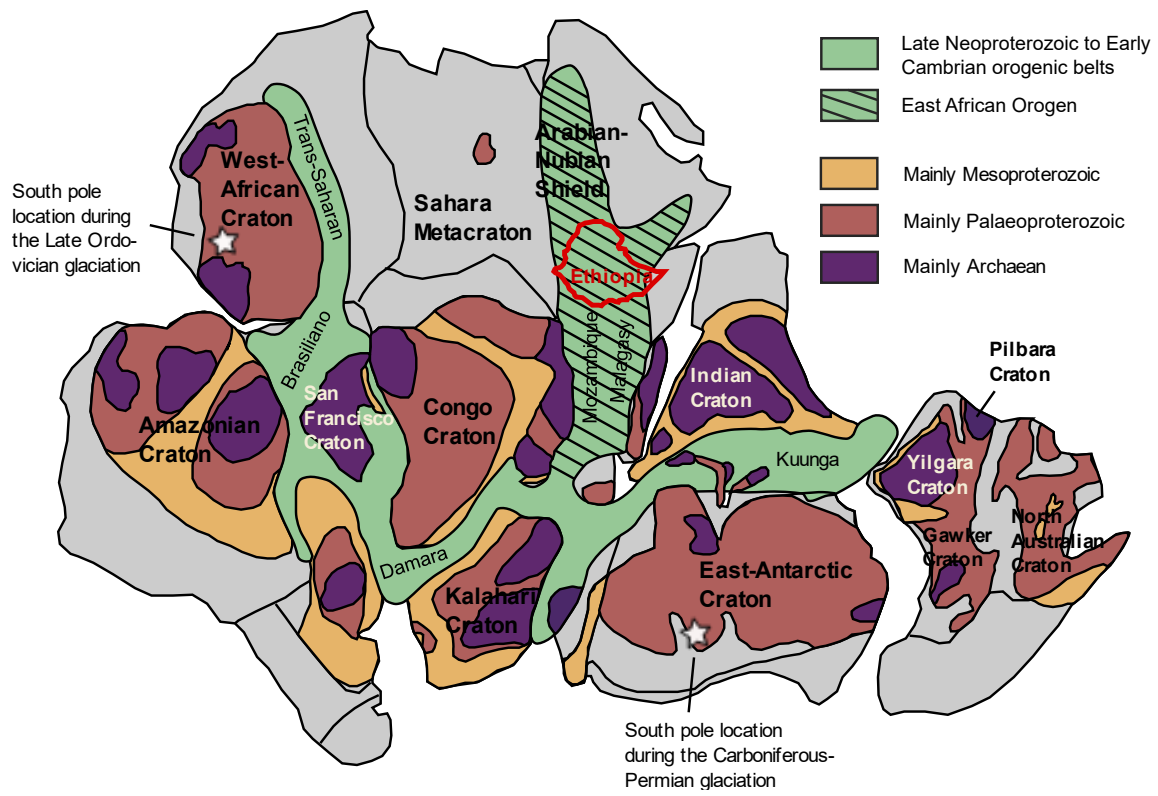 Late Neoproterozoic to Early
Cambrian orogenic belts
East African Orogen
Mainly Mesoproterozoic
Mainly Palaeoproterozoic
Mainly Archaean
South pole
location during
the Late Ordo-
vician glaciation
West-
African
Craton
Trans-Saharan
Sahara
Metacraton
Arabian-
Nubian
Shield
Ethiopia
Mozambique
Malagasy
Brasiliano
Amazonian
Craton
San
Francisco
Craton
Congo
Craton
Indian
Craton
Pilbara
Craton
Kuunga
Yilgara
Craton
Gawker
Craton
North
Australian
Craton
Damara
Kalahari
Craton
East-Antarctic
Craton
South pole location
during the Carboniferous-
Permian glaciation